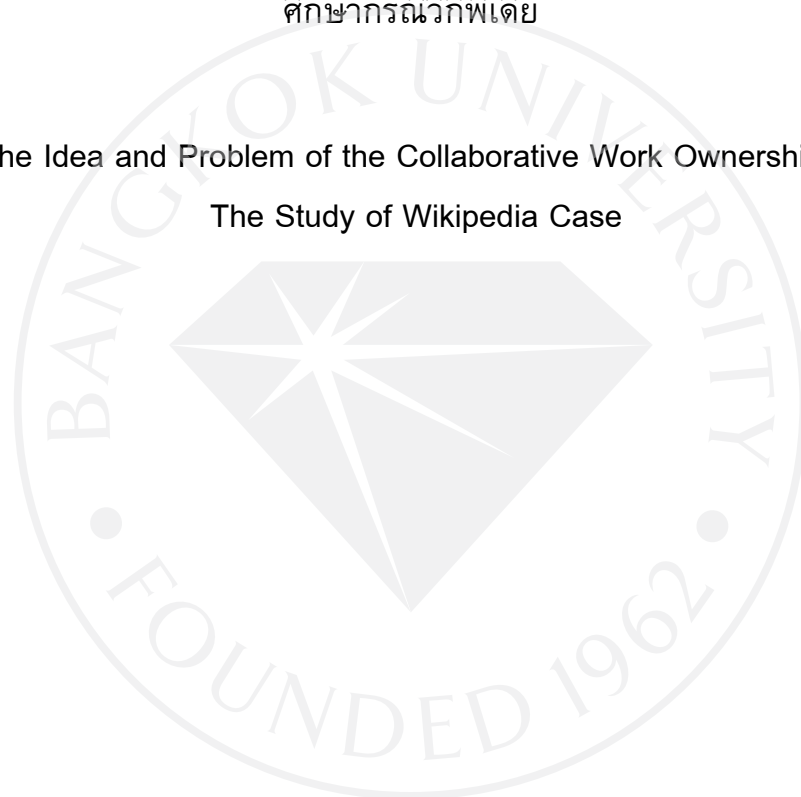 ศึกษากรณีวิกิพีเดีย
he Idea and Problem of the Collaborative Work Ownershi
The Study of Wikipedia Case
BANGKOK UNIVERSITY
FOUNDED 1962